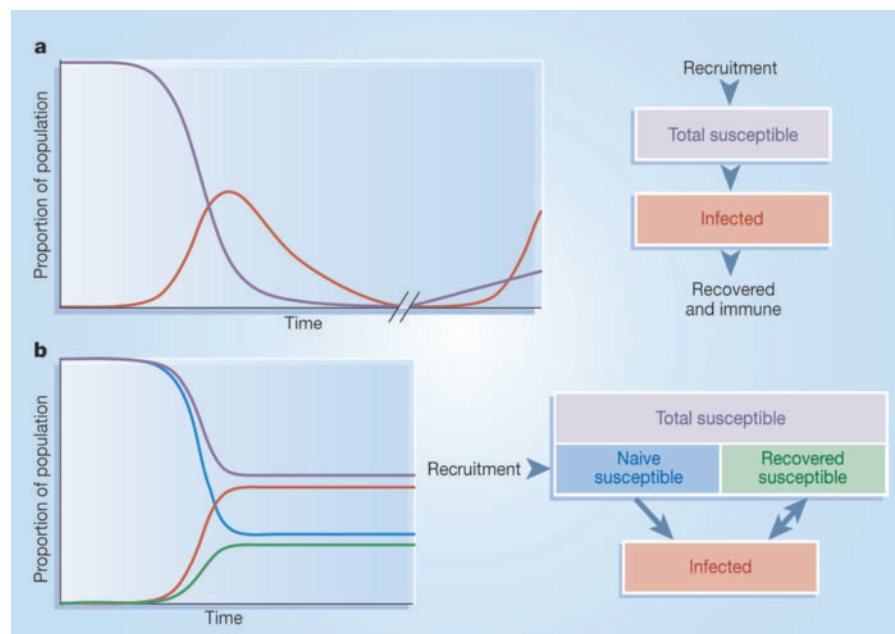 a
Proportion of population
Time
Recruitment
Total susceptible
Infected
Recovered
and immune
b
Proportion of population
Time
Recruitment
Total susceptible
Naive
susceptible
Recovered
susceptible
Infected